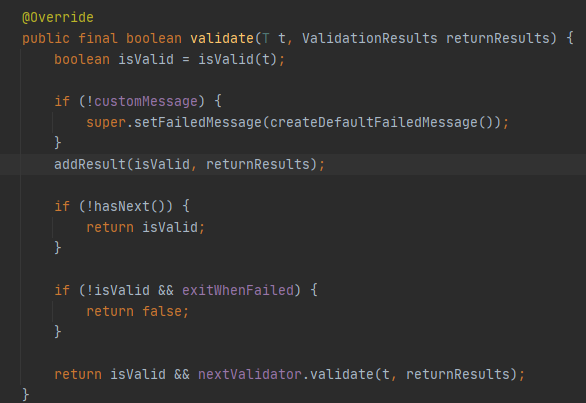 @Override
public final boolean validate(T t, ValidationResults returnResults) {
boolean isValid = isValid(t);
if (!customMessage) {
super.setFailedMessage(createDefaultFailedMessage());
}
addResult(isValid, returnResults);
if (!hasNext()) {
return isValid;
}
if (!isValid && exitWhenFailed) {
return false;
}
return isValid && nextValidator.validate(t, returnResults);
}